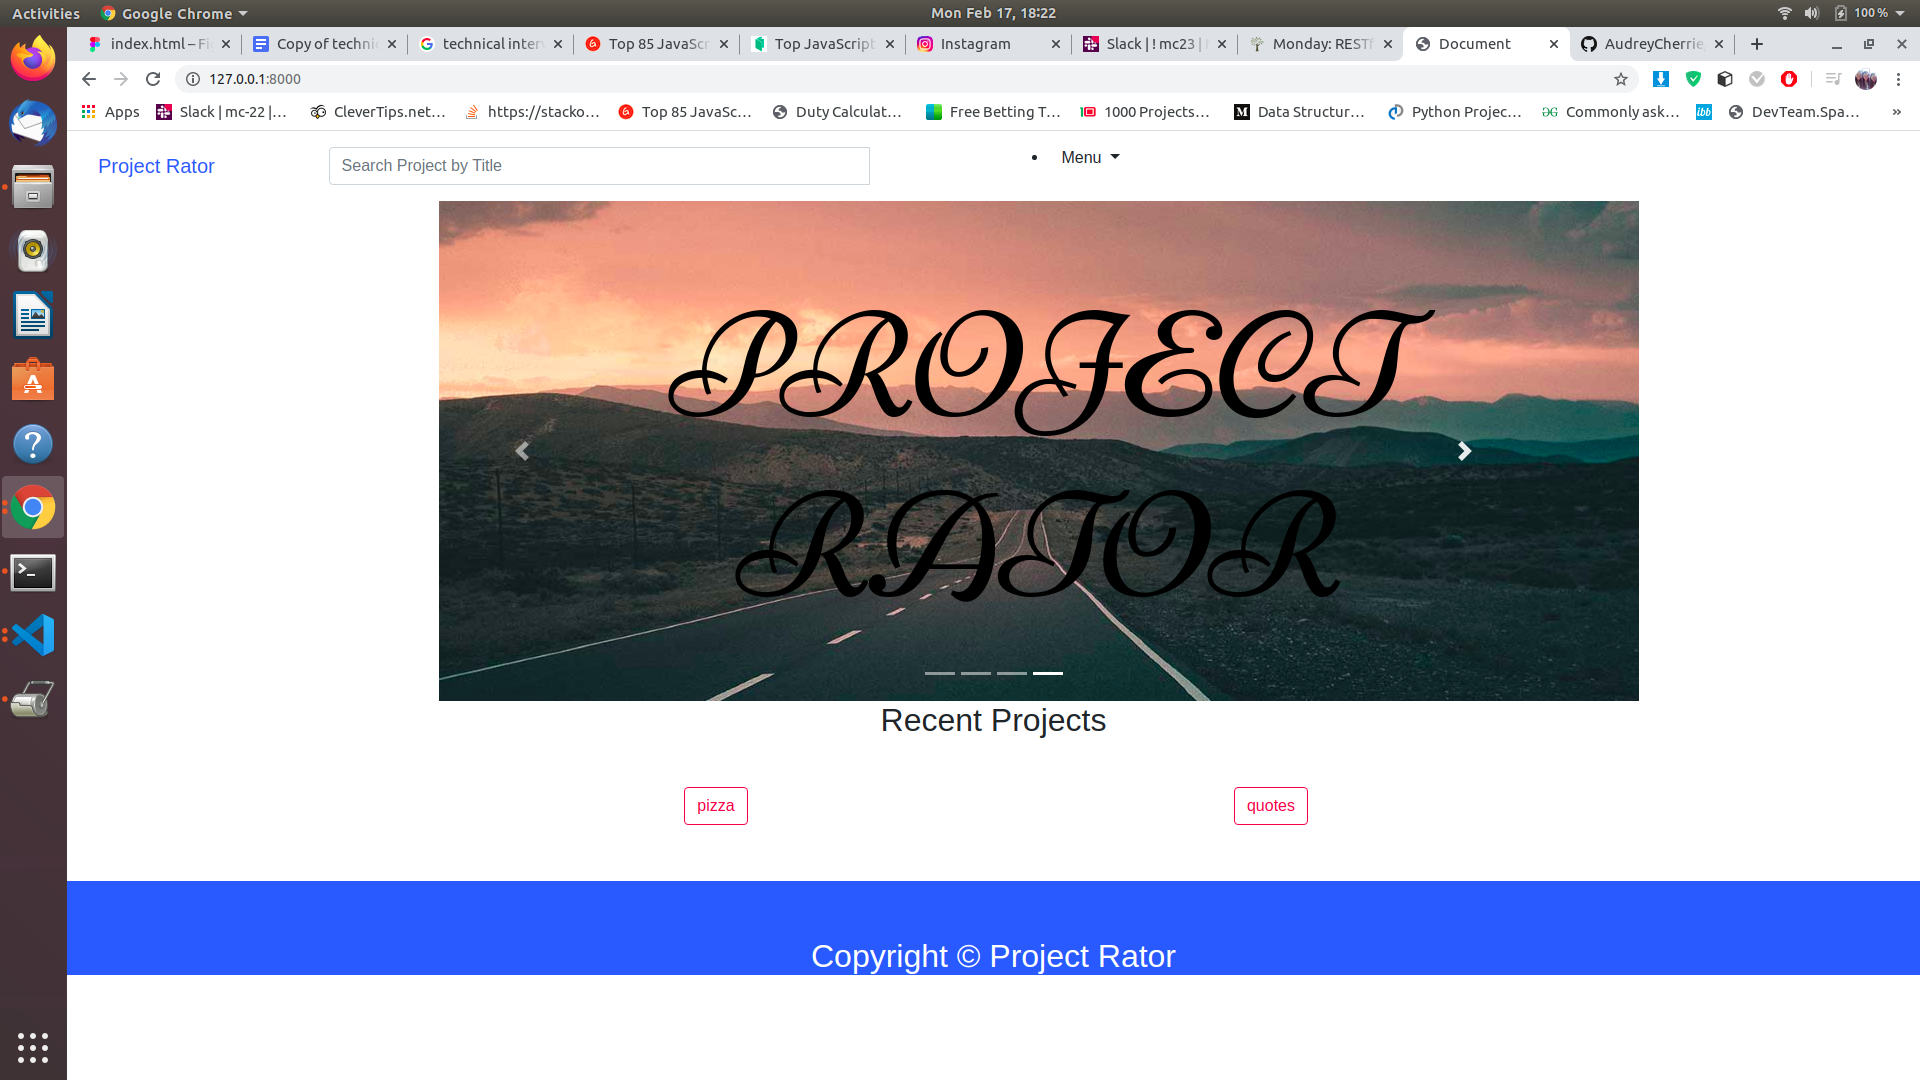 Activities Google Chrome Mon Feb 17, 18:22 100 %
index.html – Fi Copy of techni technical inter Top 85 JavaScr Top JavaScript Instagram Slack | ! mc23 | Monday: REST Document AudreyCherrie
127.0.0.1:8000
Apps Slack | mc-22 |... CleverTips.net... https://stacko... Top 85 JavaSc... Duty Calculat... Free Betting T... 1000 Projects... Data Structur... Python Projec... Commonly ask... ibb DevTeam.Spa... »
Project Rator Search Project by Title • Menu
PROJECT
RATOR
Recent Projects
pizza quotes
Copyright © Project Rator